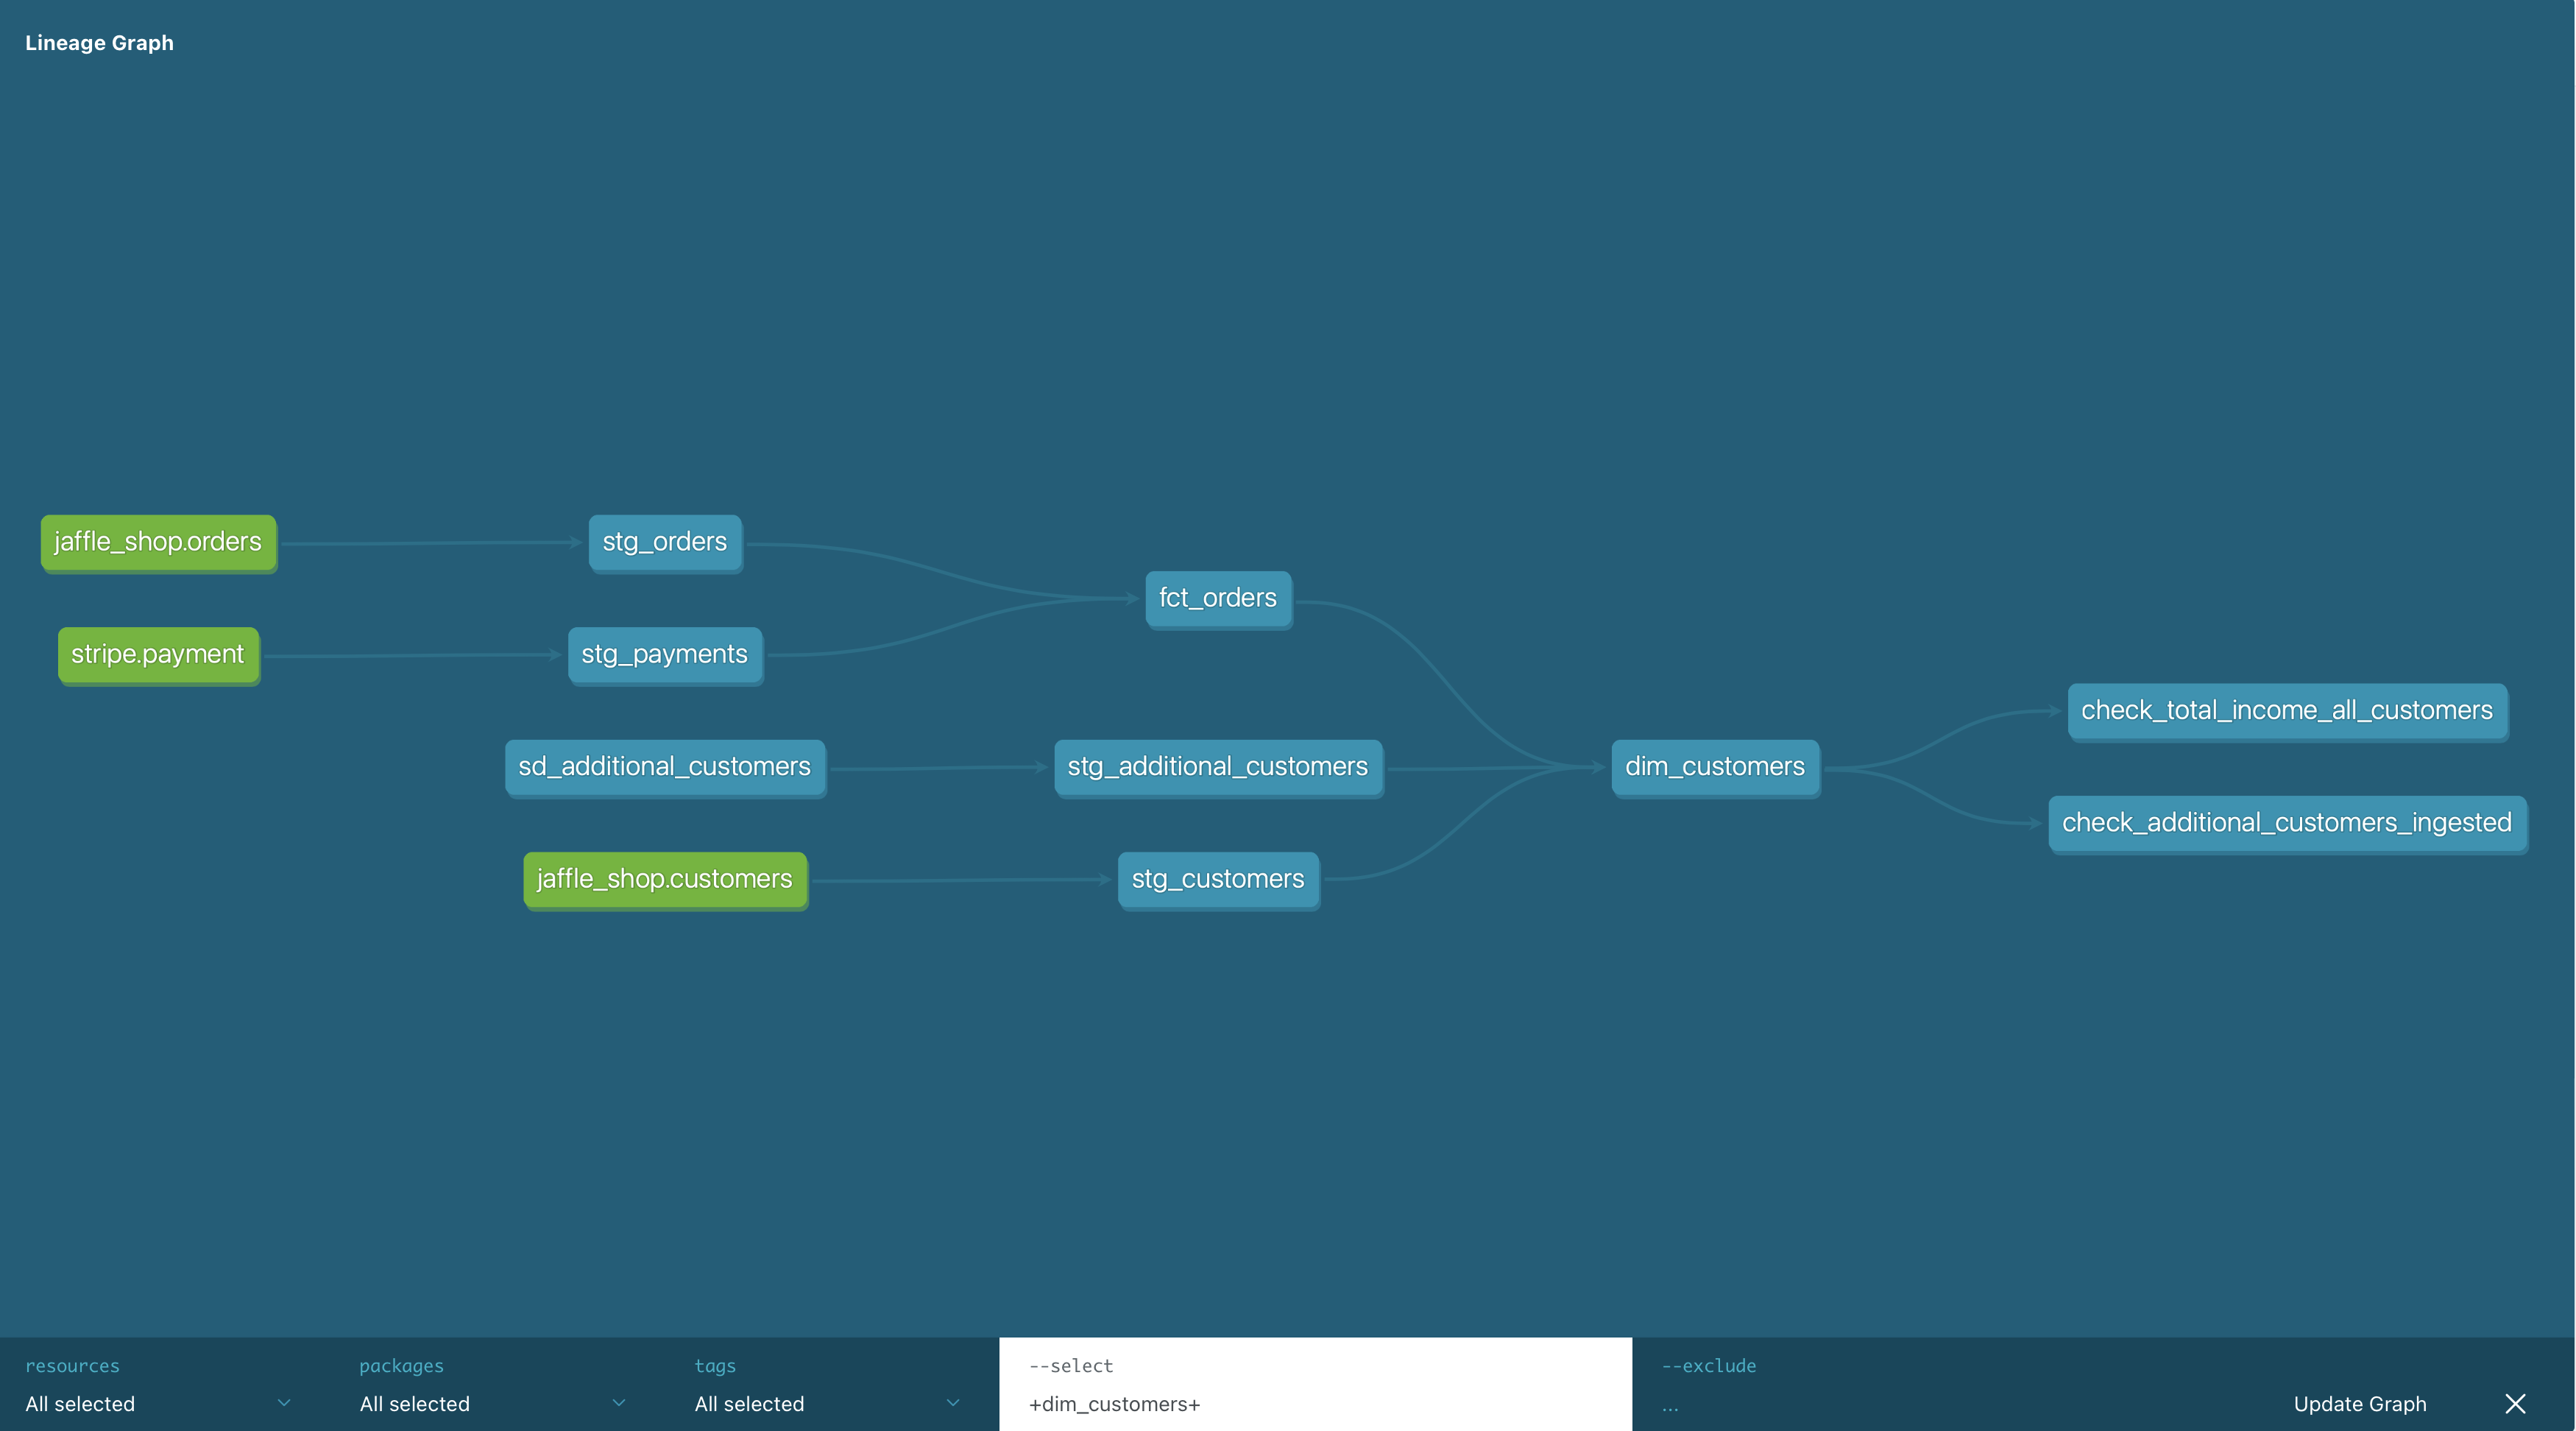 Lineage Graph
jaffle_shop.orders
stg_orders
fct_orders
stripe.payment
stg_payments
check_total_income_all_customers
sd_additional_customers
stg_additional_customers
dim_customers
check_additional_customers_ingested
jaffle_shop.customers
stg_customers
resources
All selected
packages
All selected
tags
All selected
--select
+dim_customers+
--exclude
...
Update Graph